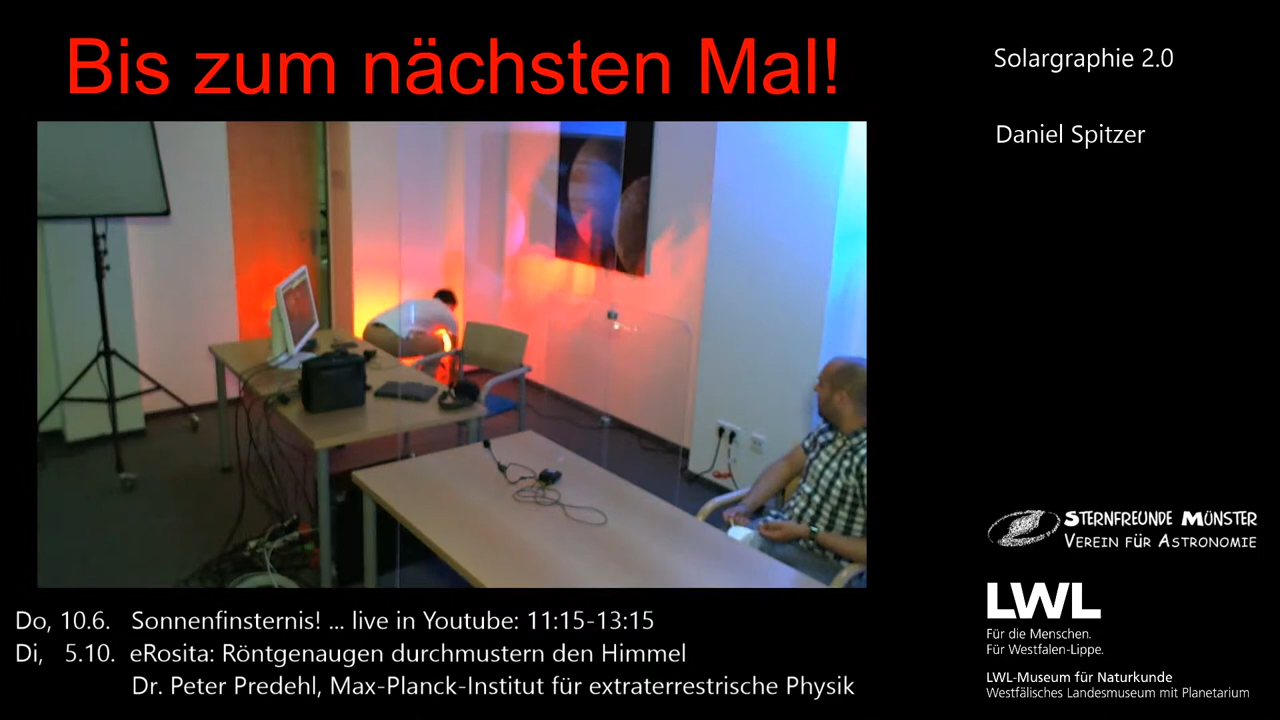 Bis zum nächsten Mal!
Solargraphie 2.0
Daniel Spitzer
Do, 10.6. Sonnenfinsternis! ... live in Youtube: 11:15-13:15
Di, 5.10. eRosita: Röntgenaugen durchmustern den Himmel
Dr. Peter Predehl, Max-Planck-Institut für extraterrestrische Physik
STERNFREUNDE MÜNSTER
VEREIN FÜR ASTRONOMIE
LWL
Für die Menschen.
Für Westfalen-Lippe.
LWL-Museum für Naturkunde
Westfälisches Landesmuseum mit Planetarium